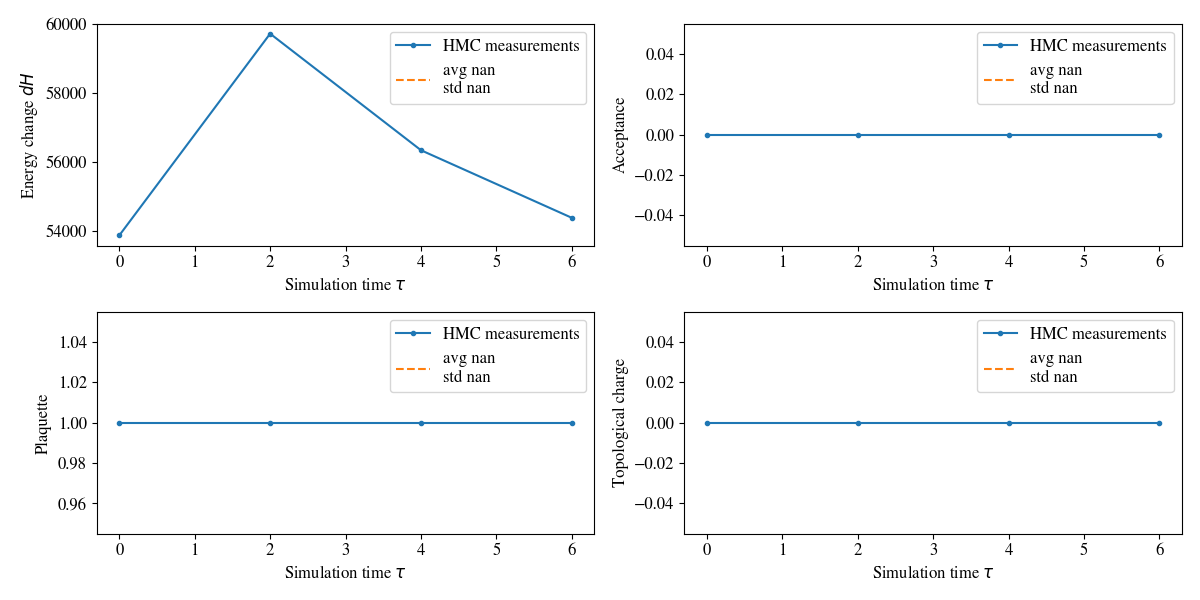 60000
58000
56000
54000
Energy change dH
HMC measurements
avg nan
std nan
0 1 2 3 4 5 6
Simulation time τ
0.04
0.02
0.00
−0.02
−0.04
Acceptance
HMC measurements
avg nan
std nan
0 1 2 3 4 5 6
Simulation time τ
1.04
1.02
1.00
0.98
0.96
Plaquette
HMC measurements
avg nan
std nan
0 1 2 3 4 5 6
Simulation time τ
0.04
0.02
0.00
−0.02
−0.04
Topological charge
HMC measurements
avg nan
std nan
0 1 2 3 4 5 6
Simulation time τ